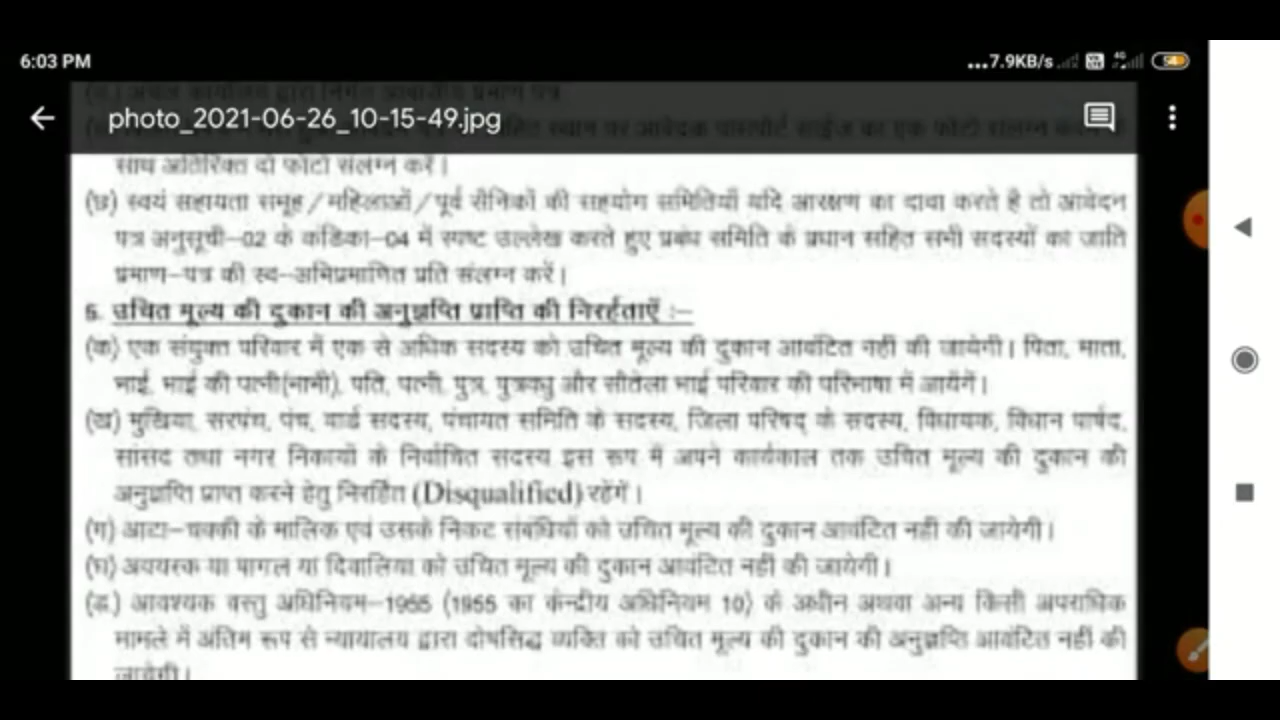 6:03 PM
...7.9KB/s 4G 54
photo_2021-06-26_10-15-49.jpg
साथ अतिरिक्त दो फोटो संलग्न करें।
(छ) स्वयं सहायता समूह/महिलाओं/पूर्व सैनिकों की सहयोग समितियाँ यदि आरक्षण का दावा करते है तो आवेदन
पत्र अनुसूची-02 के कंडिका-04 में स्पष्ट उल्लेख करते हुए प्रबंध समिति के प्रधान सहित सभी सदस्यों का जाति
प्रमाण-पत्र की स्व-अभिप्रमाणित प्रति संलग्न करें।
5. उचित मूल्य की दुकान की अनुज्ञप्ति प्राप्ति की निरर्हताएँ :-
(क) एक संयुक्त परिवार में एक से अधिक सदस्य को उचित मूल्य की दुकान आवंटित नहीं की जायेगी। पिता, माता,
भाई, भाई की पत्नी(भाभी), पति, पत्नी, पुत्र, पुत्रवधु और सौतेला भाई परिवार की परिभाषा में आयेंगें।
(ख) मुखिया, सरपंच, पंच, वार्ड सदस्य, पंचायत समिति के सदस्य, जिला परिषद् के सदस्य, विधायक, विधान पार्षद,
सांसद तथा नगर निकायों के निर्वाचित सदस्य इस रूप में अपने कार्यकाल तक उचित मूल्य की दुकान की
अनुज्ञप्ति प्राप्त करने हेतु निरर्हित (Disqualified) रहेंगें।
(ग) आटा-चक्की के मालिक एवं उसके निकट संबंधियों को उचित मूल्य की दुकान आवंटित नहीं की जायेगी।
(घ) अवयस्क या पागल या दिवालिया को उचित मूल्य की दुकान आवंटित नहीं की जायेगी।
(ङ) आवश्यक वस्तु अधिनियम-1955 (1955 का केन्द्रीय अधिनियम 10) के अधीन अथवा अन्य किसी अपराधिक
मामले में अंतिम रूप से न्यायालय द्वारा दोषसिद्ध व्यक्ति को उचित मूल्य की दुकान की अनुज्ञप्ति आवंटित नहीं की
जायेगी।